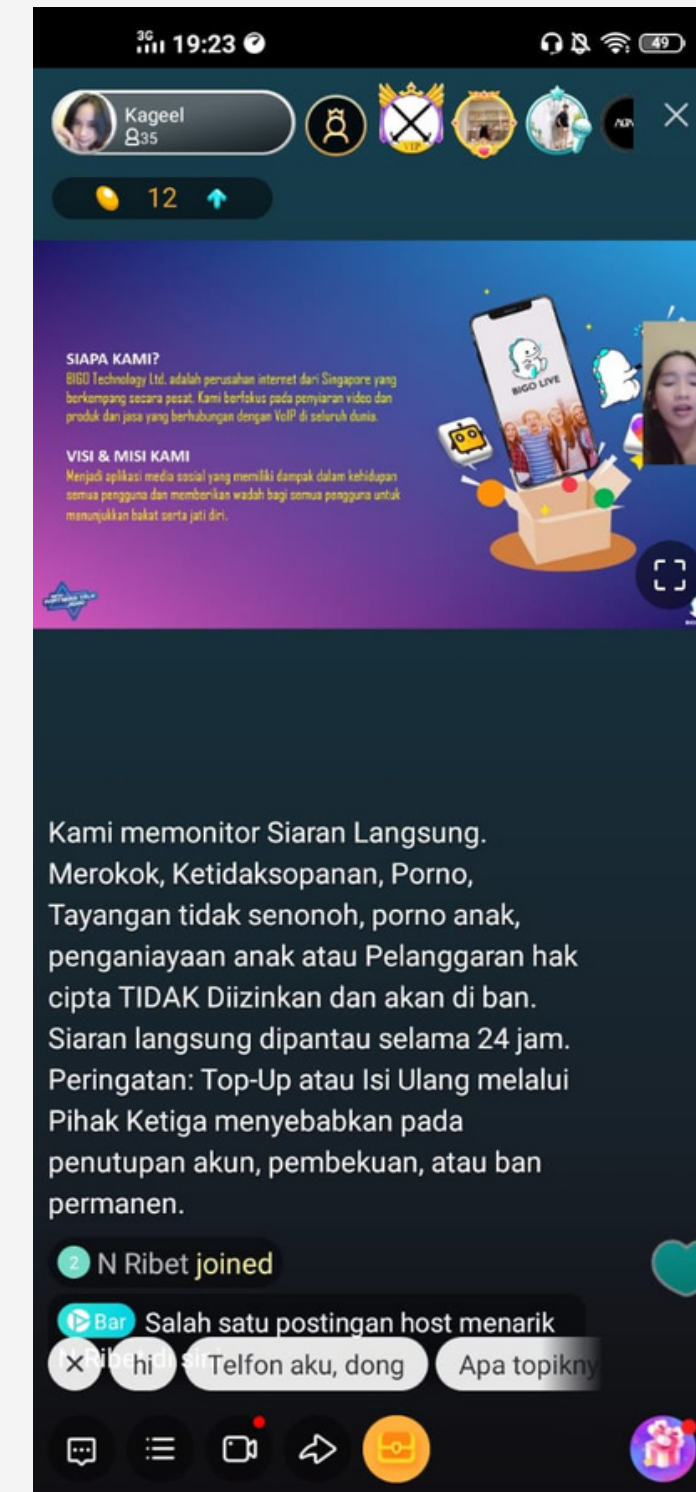 3G 19:23 49
Kageel
35
VIP
12
SIAPA KAMI?
BIGO Technology Ltd. adalah perusahan internet dari Singapore yang
berkempang secara pesat. Kami berfokus pada penyiaran video dan
produk dan jasa yang berhubungan dengan VoIP di seluruh dunia.
VISI & MISI KAMI
Menjadi aplikasi media sosial yang memiliki dampak dalam kehidupan
semua pengguna dan memberikan wadah bagi semua pengguna untuk
menunjukkan bakat serta jati diri.
BIGO LIVE
Kami memonitor Siaran Langsung.
Merokok, Ketidaksopanan, Porno,
Tayangan tidak senonoh, porno anak,
penganiayaan anak atau Pelanggaran hak
cipta TIDAK Diizinkan dan akan di ban.
Siaran langsung dipantau selama 24 jam.
Peringatan: Top-Up atau Isi Ulang melalui
Pihak Ketiga menyebabkan pada
penutupan akun, pembekuan, atau ban
permanen.
2 N Ribet joined
Bar Salah satu postingan host menarik
hi Telfon aku, dong Apa topikny